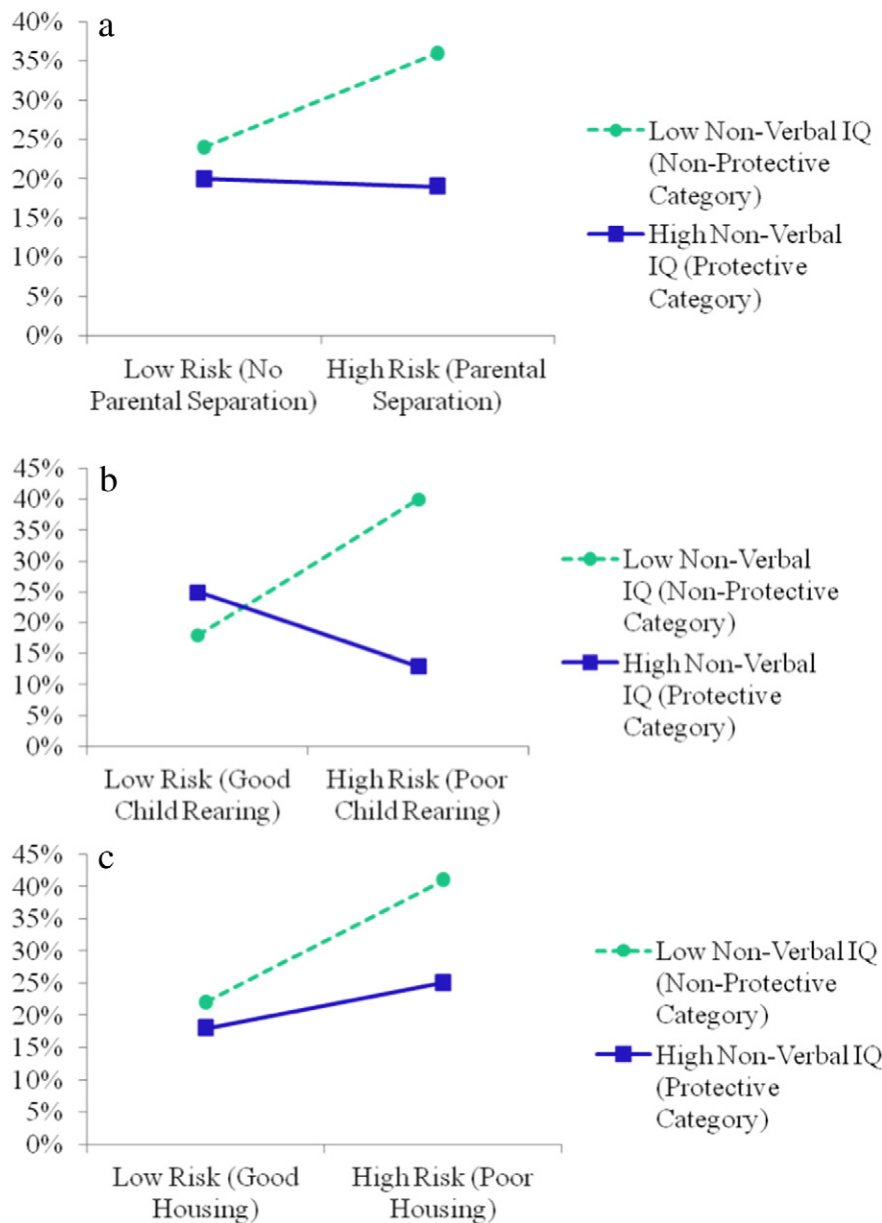 a
40%
35%
30%
25%
20%
15%
10%
5%
0%
Low Risk (No
Parental Separation)
High Risk (Parental
Separation)
Low Non-Verbal IQ
(Non-Protective
Category)
High Non-Verbal
IQ (Protective
Category)
b
45%
40%
35%
30%
25%
20%
15%
10%
5%
0%
Low Risk (Good
Child Rearing)
High Risk (Poor
Child Rearing)
Low Non-Verbal
IQ (Non-Protective
Category)
High Non-Verbal
IQ (Protective
Category)
c
45%
40%
35%
30%
25%
20%
15%
10%
5%
0%
Low Risk (Good
Housing)
High Risk (Poor
Housing)
Low Non-Verbal IQ
(Non-Protective
Category)
High Non-Verbal IQ
(Protective
Category)